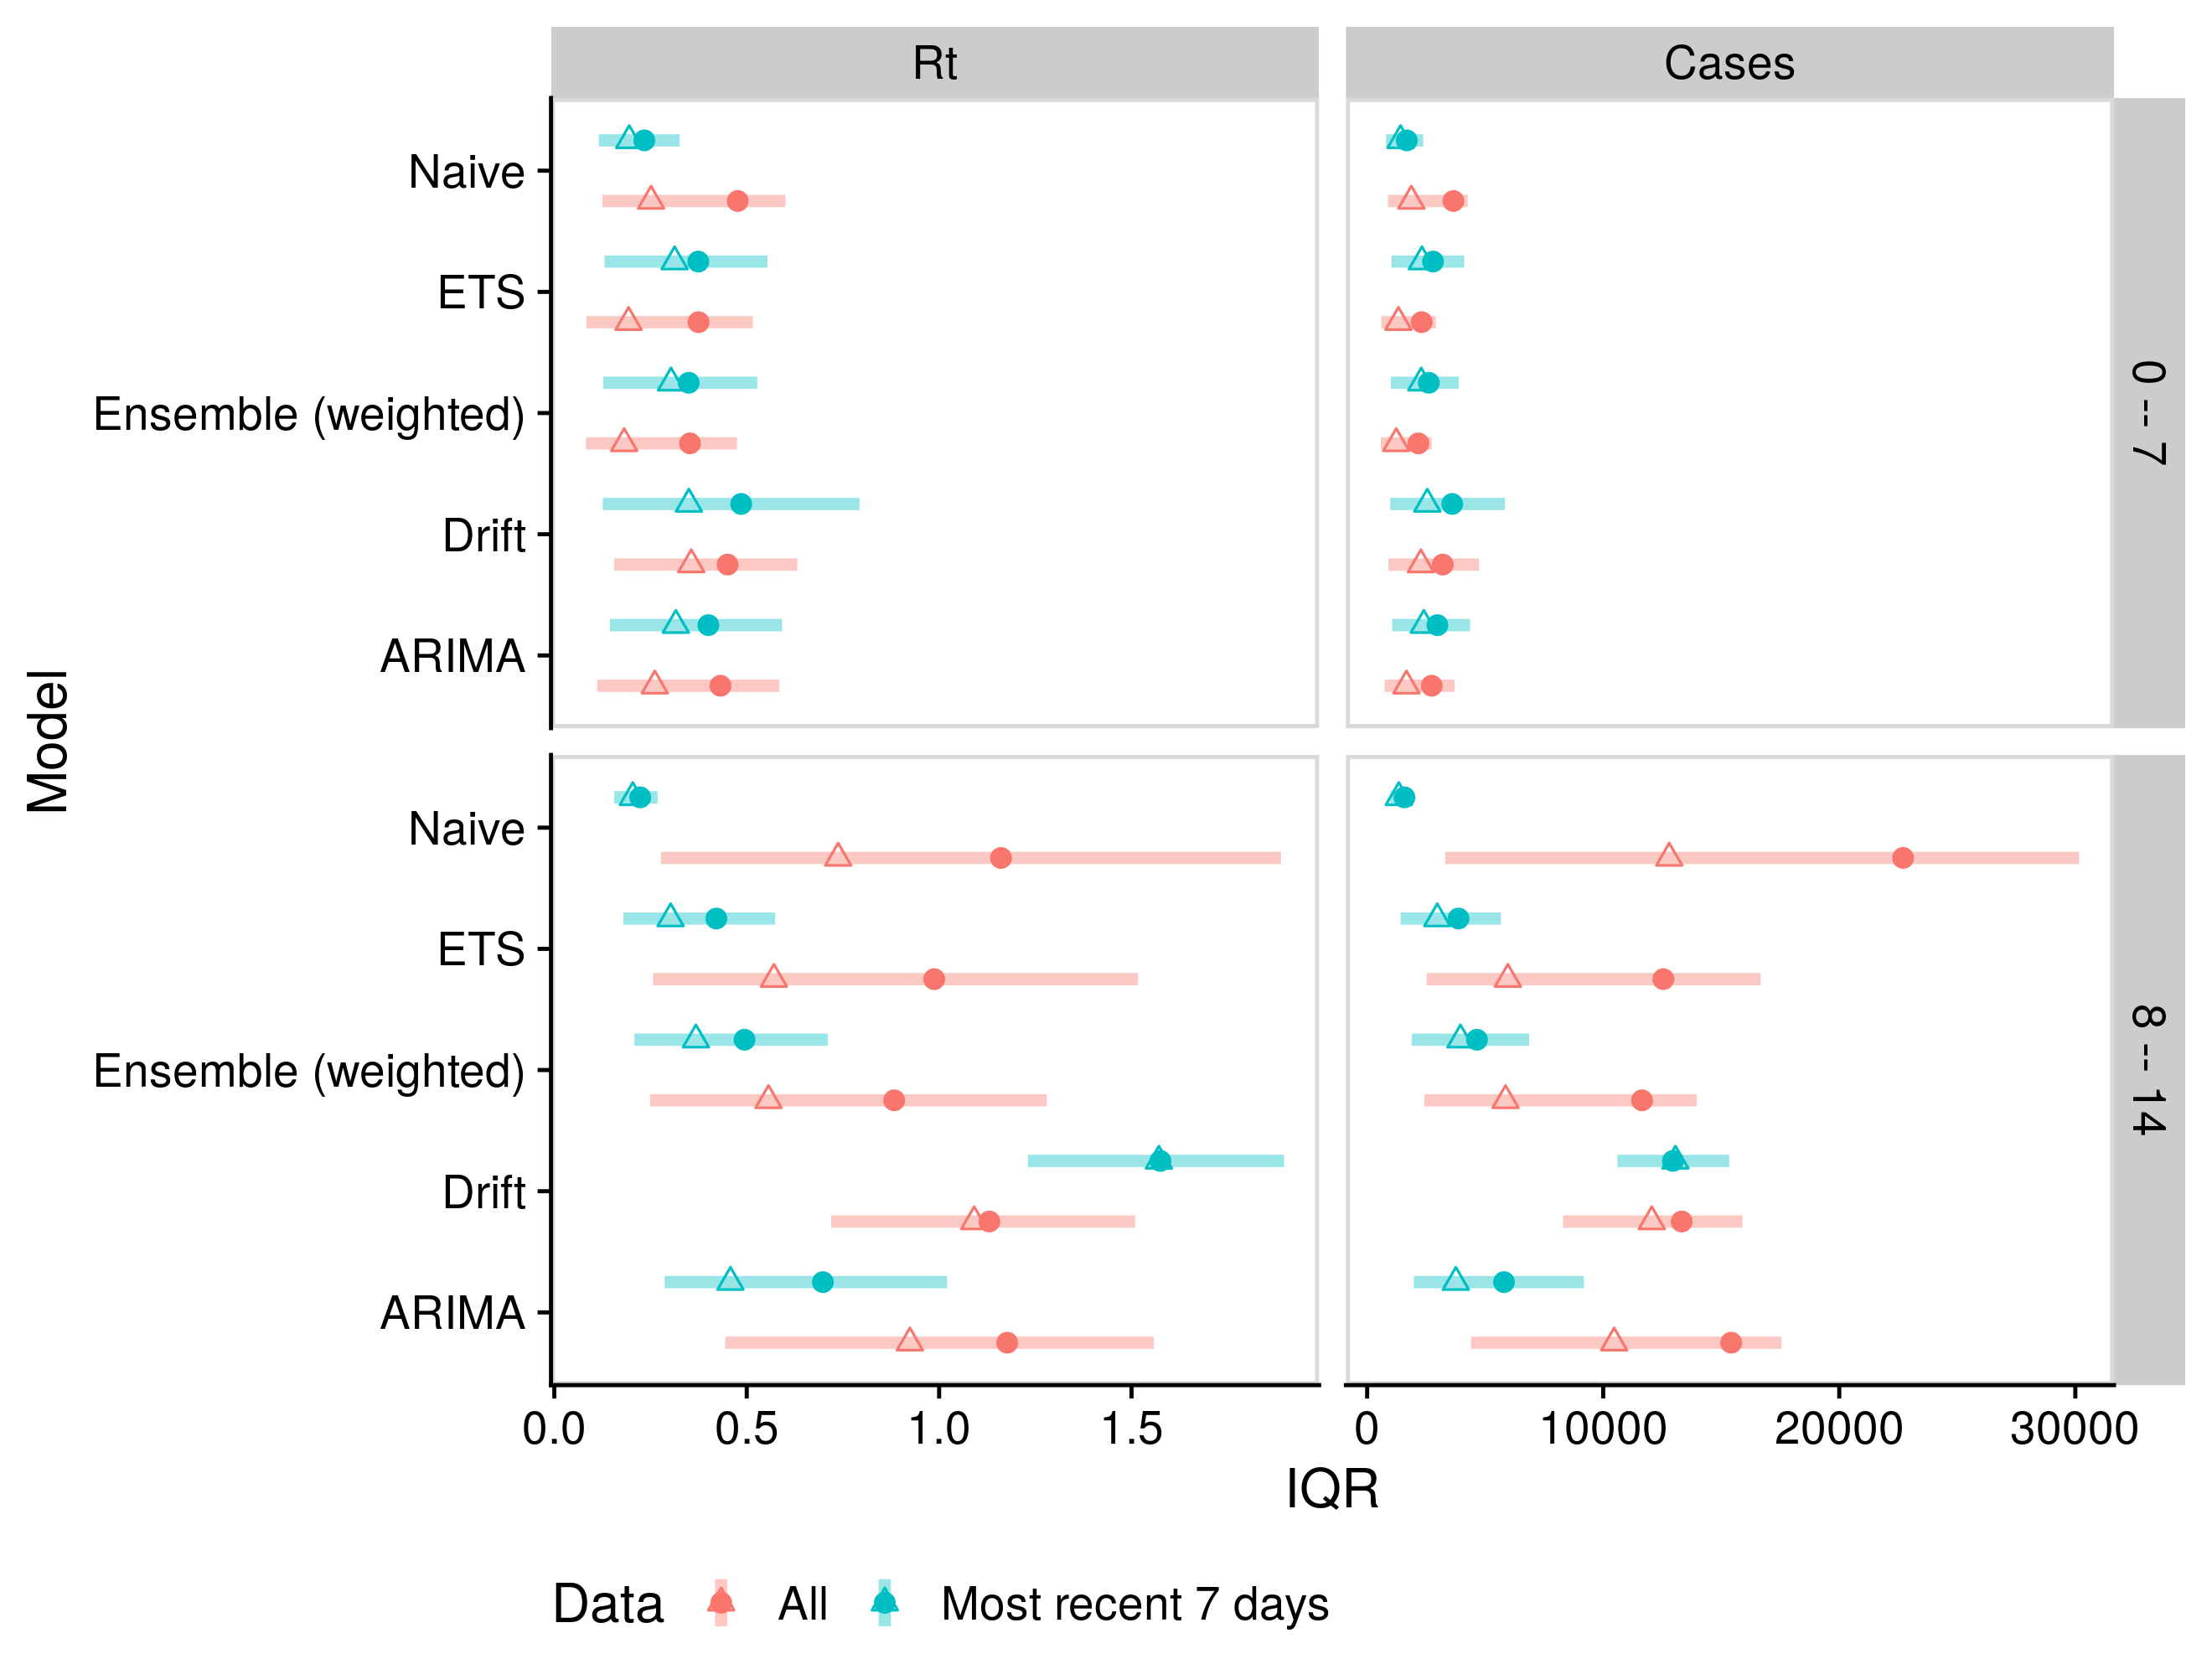 Rt Cases
Naive
ETS
Ensemble (weighted)
Drift
ARIMA
0 -- 7
Model
Naive
ETS
Ensemble (weighted)
Drift
ARIMA
8 -- 14
0.0 0.5 1.0 1.5 0 10000 20000 30000
IQR
Data All Most recent 7 days